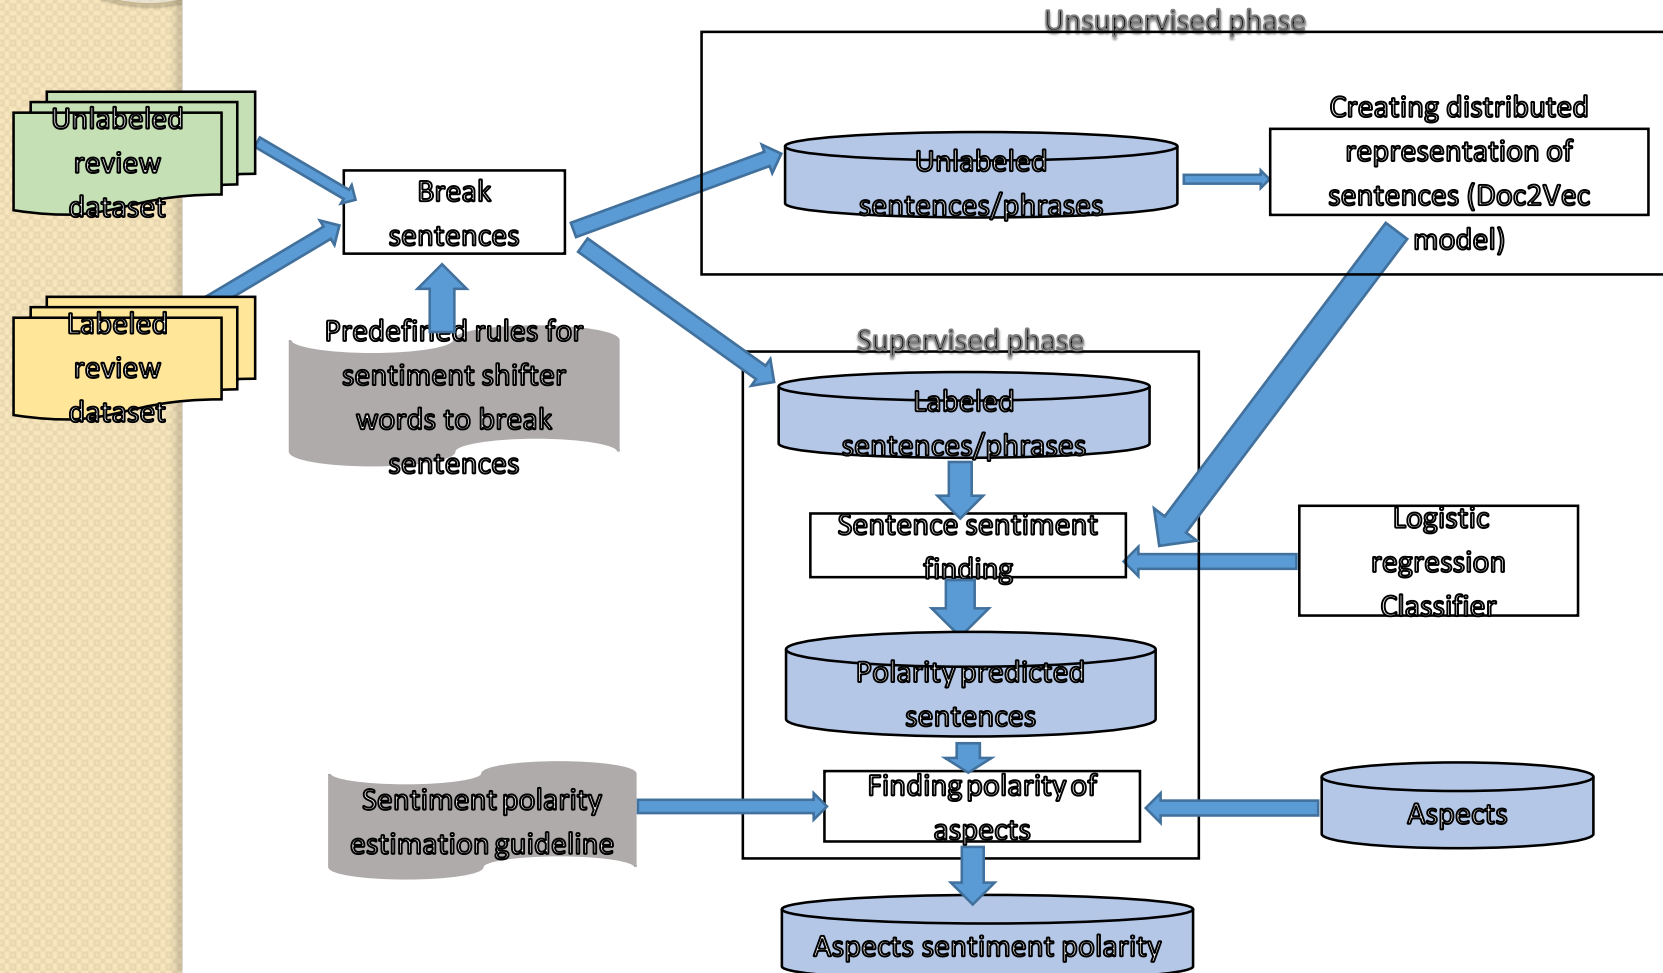 Unsupervised phase
Unlabeled
review
dataset
Break
sentences
Unlabeled
sentences/phrases
Creating distributed
representation of
sentences (Doc2Vec
model)
Labeled
review
dataset
Predefined rules for
sentiment shifter
words to break
sentences
Supervised phase
Labeled
sentences/phrases
Sentence sentiment
finding
Logistic
regression
Classifier
Polarity predicted
sentences
Sentiment polarity
estimation guideline
Finding polarity of
aspects
Aspects
Aspects sentiment polarity